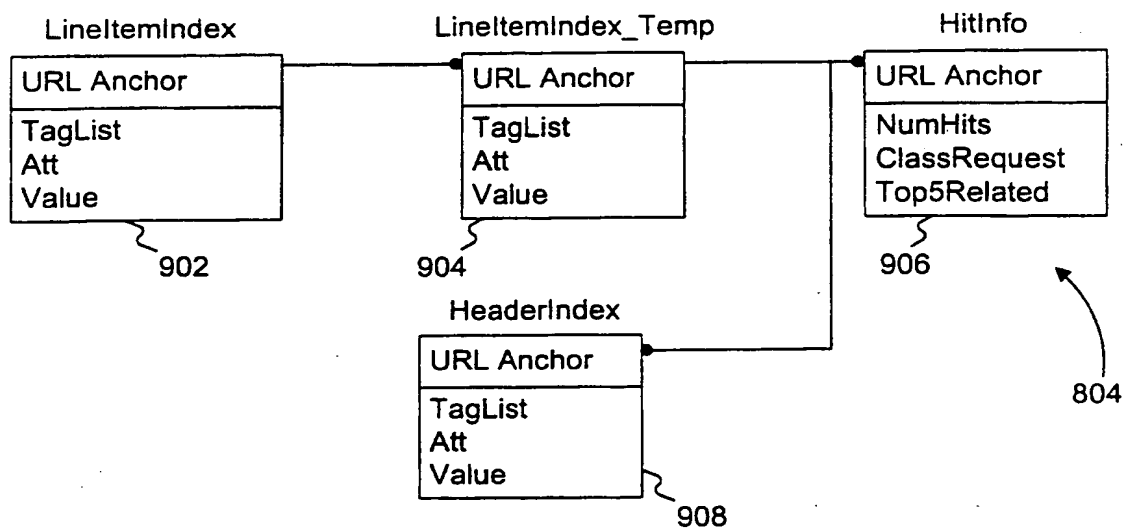 LineItemIndex
URL Anchor
TagList
Att
Value
902
LineItemIndex_Temp
URL Anchor
TagList
Att
Value
904
HitInfo
URL Anchor
NumHits
ClassRequest
Top5Related
906
804
HeaderIndex
URL Anchor
TagList
Att
Value
908